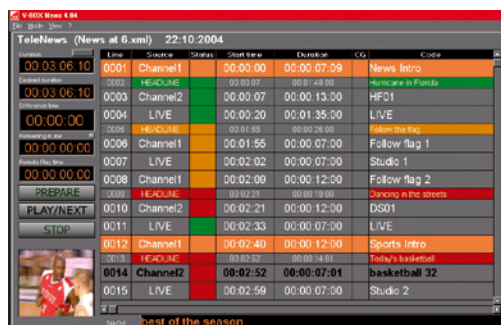 V-BOX News 4.04
File Mode View ?
TeleNews (News at 6.xml) 22:10:2004
Duration
00:03:06:10
Desired duration
00:03:06:10
Difference time
00:00:00
Remaining in line
00:00:00:00
Remote Play time
00:00:00:00
PREPARE
PLAY/NEXT
STOP
Line Source Status Start time Duration CG Code
0001 Channel1 00:00:00 00:00:07:09 News Intro
0002 HEADLINE 00:00:07 00:01:48:00 Hurricane in Florida
0003 Channel2 00:00:07 00:00:13:00 HF01
0004 LIVE 00:00:20 00:01:35:00 LIVE
0005 HEADLINE 00:01:55 00:00:26:00 Follow the flag
0006 Channel1 00:01:55 00:00:07:00 Follow flag 1
0007 LIVE 00:02:02 00:00:07:00 Studio 1
0008 Channel1 00:02:09 00:00:12:00 Follow flag 2
0009 HEADLINE 00:02:21 00:00:19:00 Dancing in the streets
0010 Channel2 00:02:21 00:00:12:00 DS01
0011 LIVE 00:02:33 00:00:07:00 LIVE
0012 Channel1 00:02:40 00:00:12:00 Sports Intro
0013 HEADLINE 00:02:52 00:00:14:01 Today's basketball
0014 Channel2 00:02:52 00:00:07:01 basketball 32
0015 LIVE 00:02:59 00:00:07:00 Studio 2
best of the season